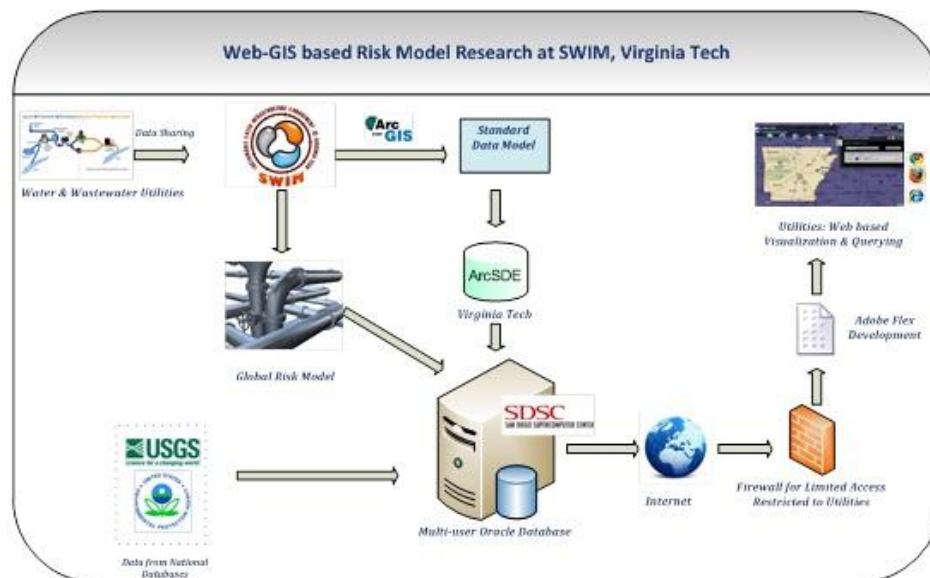 Web-GIS based Risk Model Research at SWIM, Virginia Tech
Data Sharing
Water & Wastewater Utilities
SWIM
Arc
GIS
Standard
Data Model
Utilities: Web based
Visualization & Querying
ArcSDE
Virginia Tech
Adobe Flex
Development
Global Risk Model
SDSC
SAN DIEGO SUPERCOMPUTER CENTER
USGS
science for a changing world
Internet
Firewall for Limited Access
Restricted to Utilities
Multi-user Oracle Database
Data from National
Databases